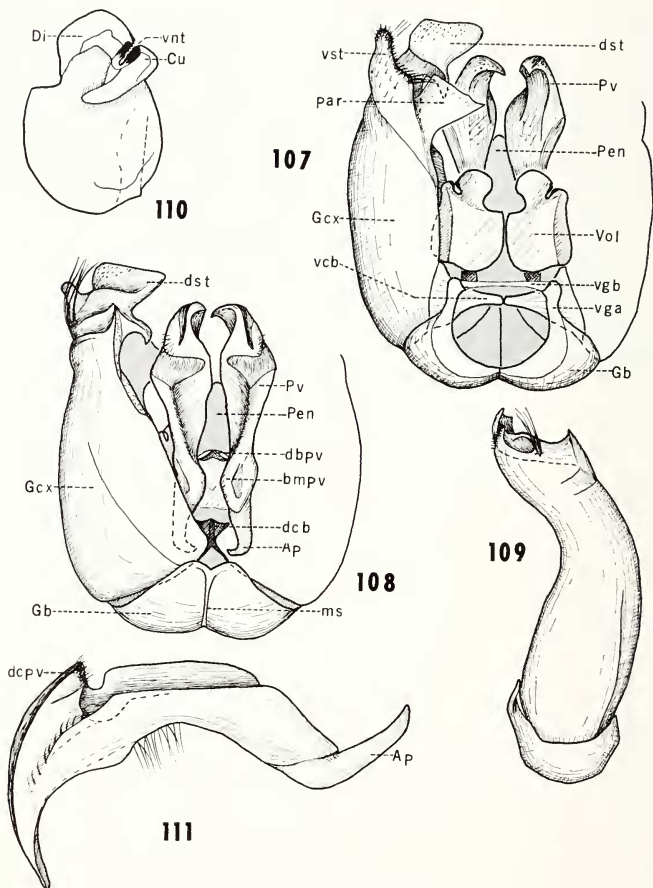 Di
vnt
Cu
110
vst
dst
par
Pv
107
Pen
Gcx
Vol
vcb
vgb
vga
Gb
dst
Pv
Pen
dbpv
bmpv
Gcx
dcb
Ap
108
Gb
ms
109
dcpv
Ap
111